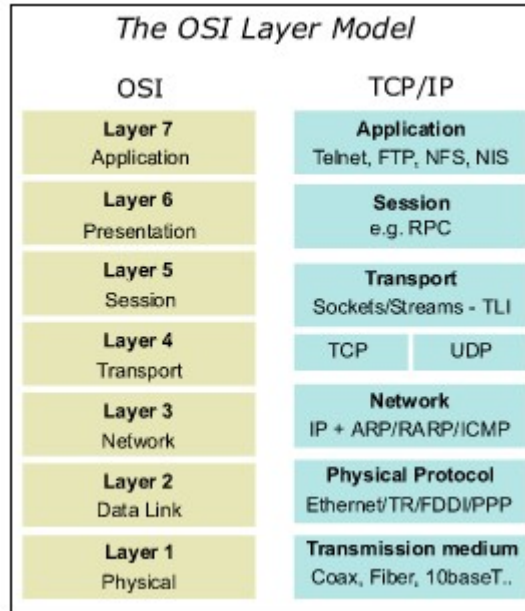 The OSI Layer Model
OSI
Layer 7
Application
Layer 6
Presentation
Layer 5
Session
Layer 4
Transport
Layer 3
Network
Layer 2
Data Link
Layer 1
Physical
TCP/IP
Application
Telnet, FTP, NFS, NIS
Session
e.g. RPC
Transport
Sockets/Streams - TLI
TCP
UDP
Network
IP + ARP/RARP/ICMP
Physical Protocol
Ethernet/TR/FDDI/PPP
Transmission medium
Coax, Fiber, 10baseT..